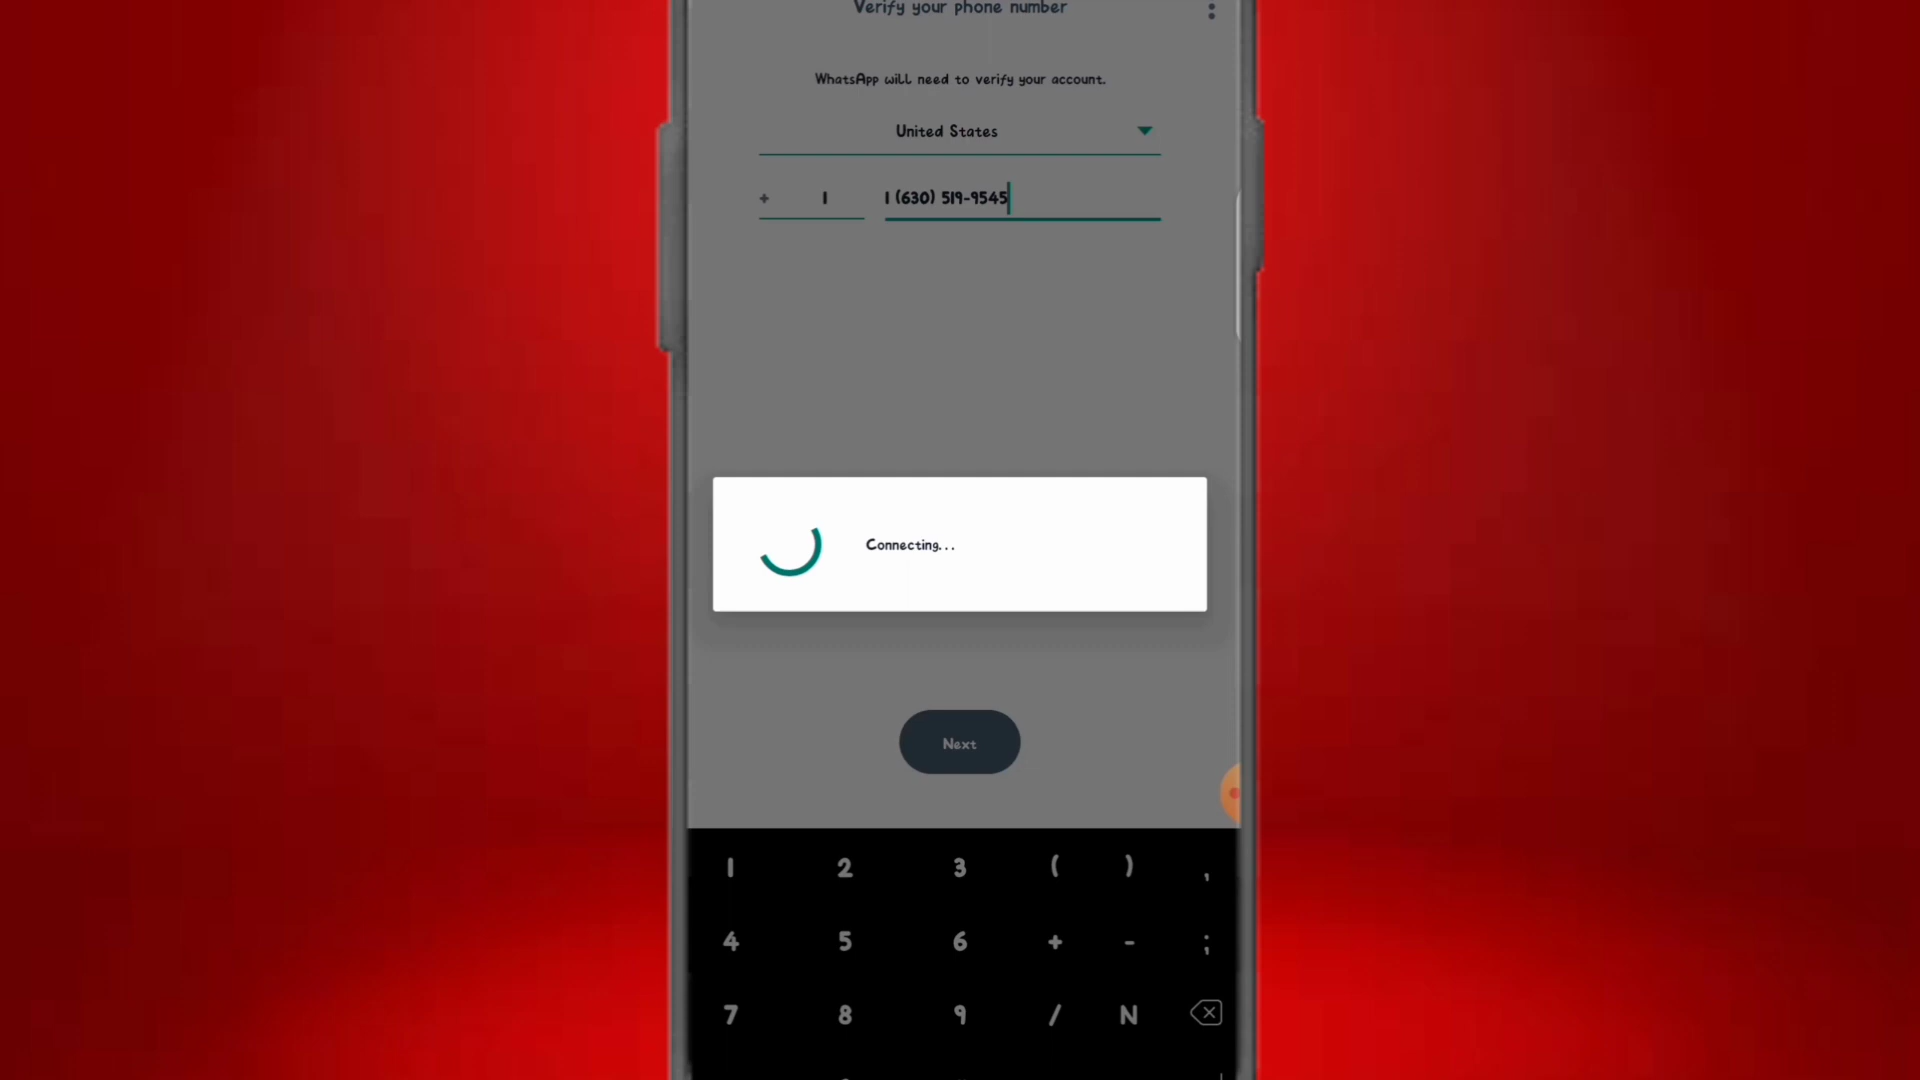 Verify your phone number
WhatsApp will need to verify your account.
United States
+ 1 1 (630) 519-9545
Connecting...
Next
1 2 3 ( ) ,
4 5 6 + - ;
7 8 9 / N